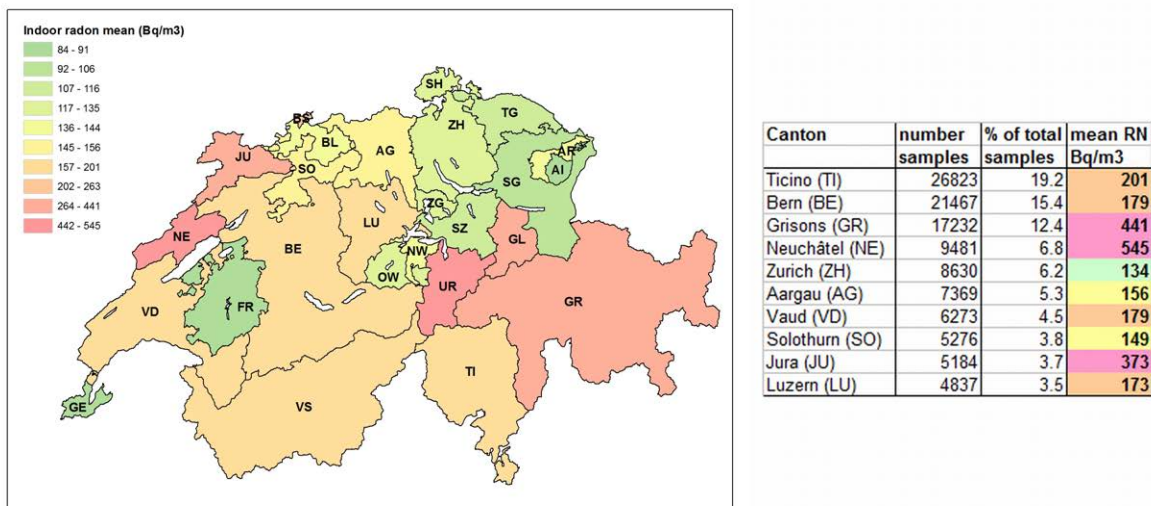 Indoor radon mean (Bq/m3)
84 - 91
92 - 106
107 - 116
117 - 135
136 - 144
145 - 156
157 - 201
202 - 263
264 - 441
442 - 545
SH
BS
TG
BL
ZH
JU
AG
AR
AI
SO
SG
ZG
NE
LU
SZ
GL
BE
NW
OW
UR
GR
VD
FR
TI
GE
VS
Canton number % of total mean RN
samples samples Bq/m3
Ticino (TI) 26823 19.2 201
Bern (BE) 21467 15.4 179
Grisons (GR) 17232 12.4 441
Neuchâtel (NE) 9481 6.8 545
Zurich (ZH) 8630 6.2 134
Aargau (AG) 7369 5.3 156
Vaud (VD) 6273 4.5 179
Solothurn (SO) 5276 3.8 149
Jura (JU) 5184 3.7 373
Luzern (LU) 4837 3.5 173